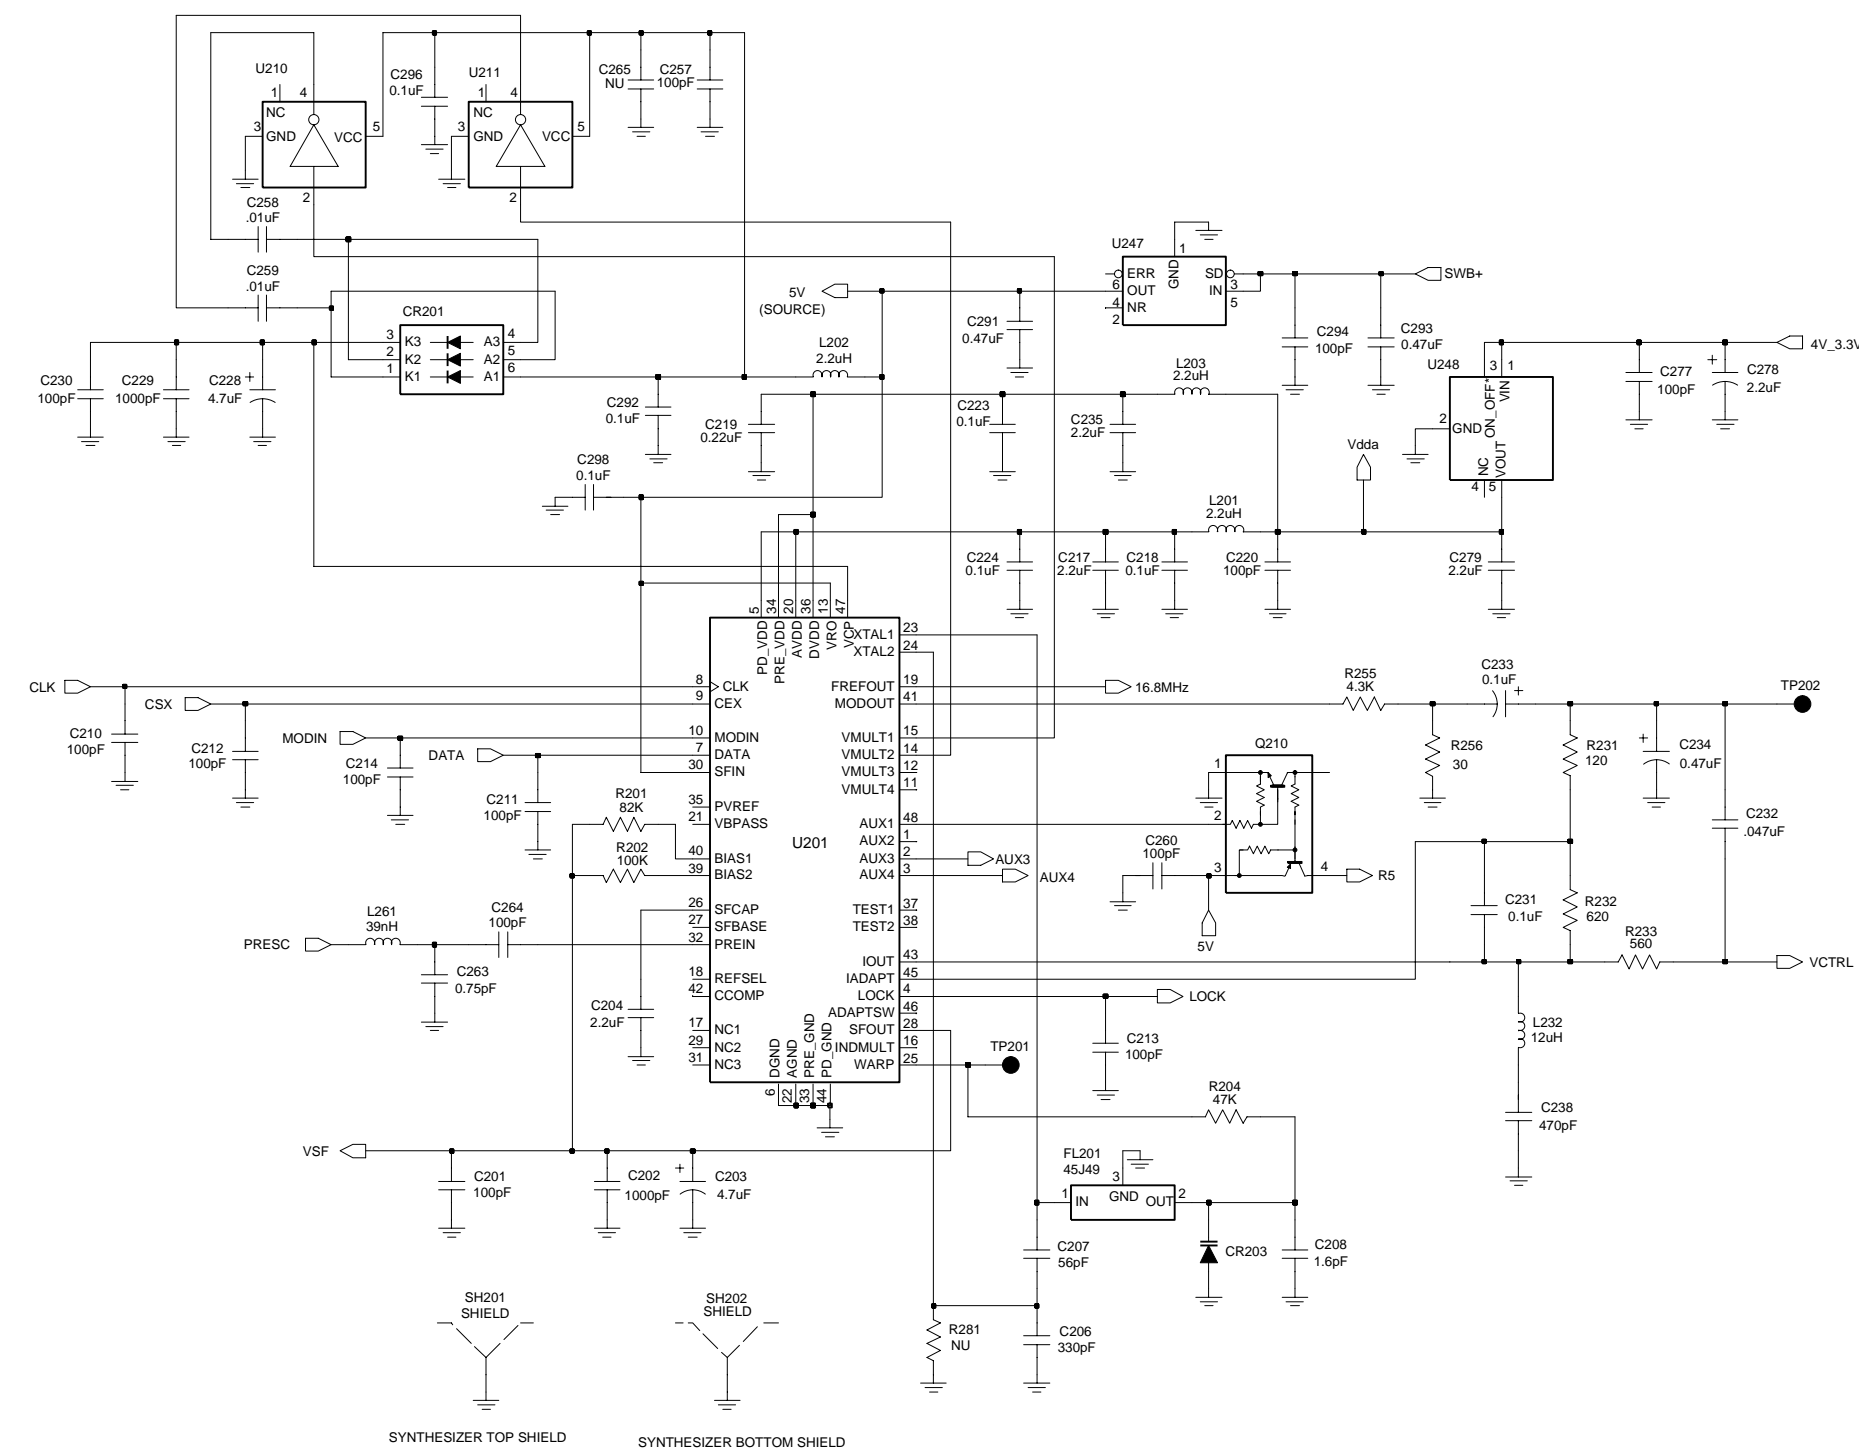 U210
1
4
NC
3
GND
VCC
5
2
C296
0.1uF
U211
1
4
NC
3
GND
VCC
5
2
C265
NU
C257
100pF
C258
.01uF
C259
.01uF
CR201
3 K3 A3 4
2 K2 A2 5
1 K1 A1 6
C230
100pF
C229
1000pF
C228
4.7uF
+
5V
(SOURCE)
L202
2.2uH
C292
0.1uF
C219
0.22uF
C298
0.1uF
U247
1
GND
ERR
6 OUT
4 NR
2
SD
IN 3
5
SWB+
C291
0.47uF
C294
100pF
C293
0.47uF
L203
2.2uH
C223
0.1uF
C235
2.2uF
U248
3 1
ON_OFF*
VIN
2
GND
NC
VOUT
4 5
4V_3.3V
C277
100pF
+
C278
2.2uF
Vdda
L201
2.2uH
C224
0.1uF
C217
2.2uF
C218
0.1uF
C220
100pF
C279
2.2uF
5
34
20
36
13
47
PD_VDD
PRE_VDD
AVDD
DVDD
VRO
VCP
U201
CLK
8 CLK
CSX
9 CEX
MODIN
10 MODIN
DATA
7 DATA
30 SFIN
35 PVREF
21 VBPASS
40 BIAS1
39 BIAS2
26 SFCAP
27 SFBASE
32 PREIN
18 REFSEL
42 CCOMP
17 NC1
29 NC2
31 NC3
C210
100pF
C212
100pF
C214
100pF
C211
100pF
R201
82K
R202
100K
PRESC
L261
39nH
C264
100pF
C263
0.75pF
C204
2.2uF
DGND
AGND
PRE_GND
PD_GND
6
22
33
44
XTAL1 23
XTAL2 24
FREFOUT 19
MODOUT 41
VMULT1 15
VMULT2 14
VMULT3 12
VMULT4 11
AUX1 48
AUX2 1
AUX3 2
AUX4 3
TEST1 37
TEST2 38
IOUT 43
IADAPT 45
LOCK 4
ADAPTSW 46
SFOUT 28
INDMULT 16
WARP 25
16.8MHz
AUX3
AUX4
LOCK
C213
100pF
TP201
Q210
1
2
3
4
R5
C260
100pF
5V
R255
4.3K
C233
0.1uF
+
TP202
R256
30
R231
120
+
C234
0.47uF
C232
.047uF
C231
0.1uF
R232
620
R233
560
VCTRL
L232
12uH
C238
470pF
R204
47K
FL201
45J49
3
GND
1 IN
OUT 2
C207
56pF
CR203
C208
1.6pF
R281
NU
C206
330pF
VSF
C201
100pF
C202
1000pF
+
C203
4.7uF
SH201
SHIELD
SH202
SHIELD
SYNTHESIZER TOP SHIELD
SYNTHESIZER BOTTOM SHIELD